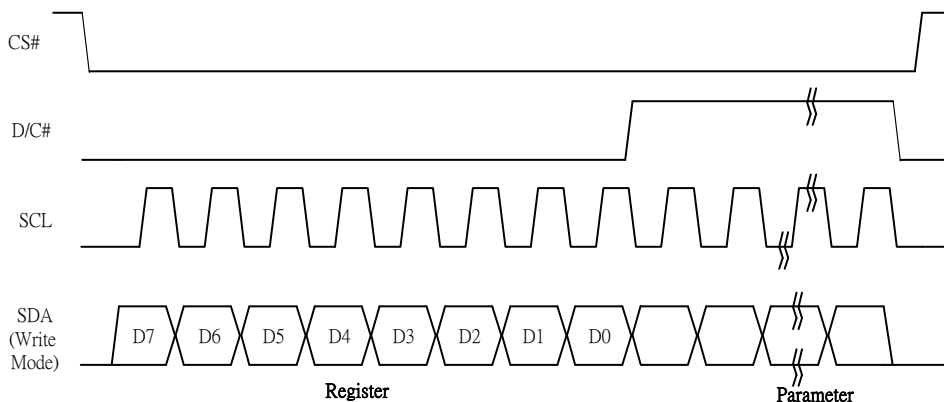 CS#
D/C#
SCL
SDA
(Write
Mode)
D7 D6 D5 D4 D3 D2 D1 D0
Register
Parameter